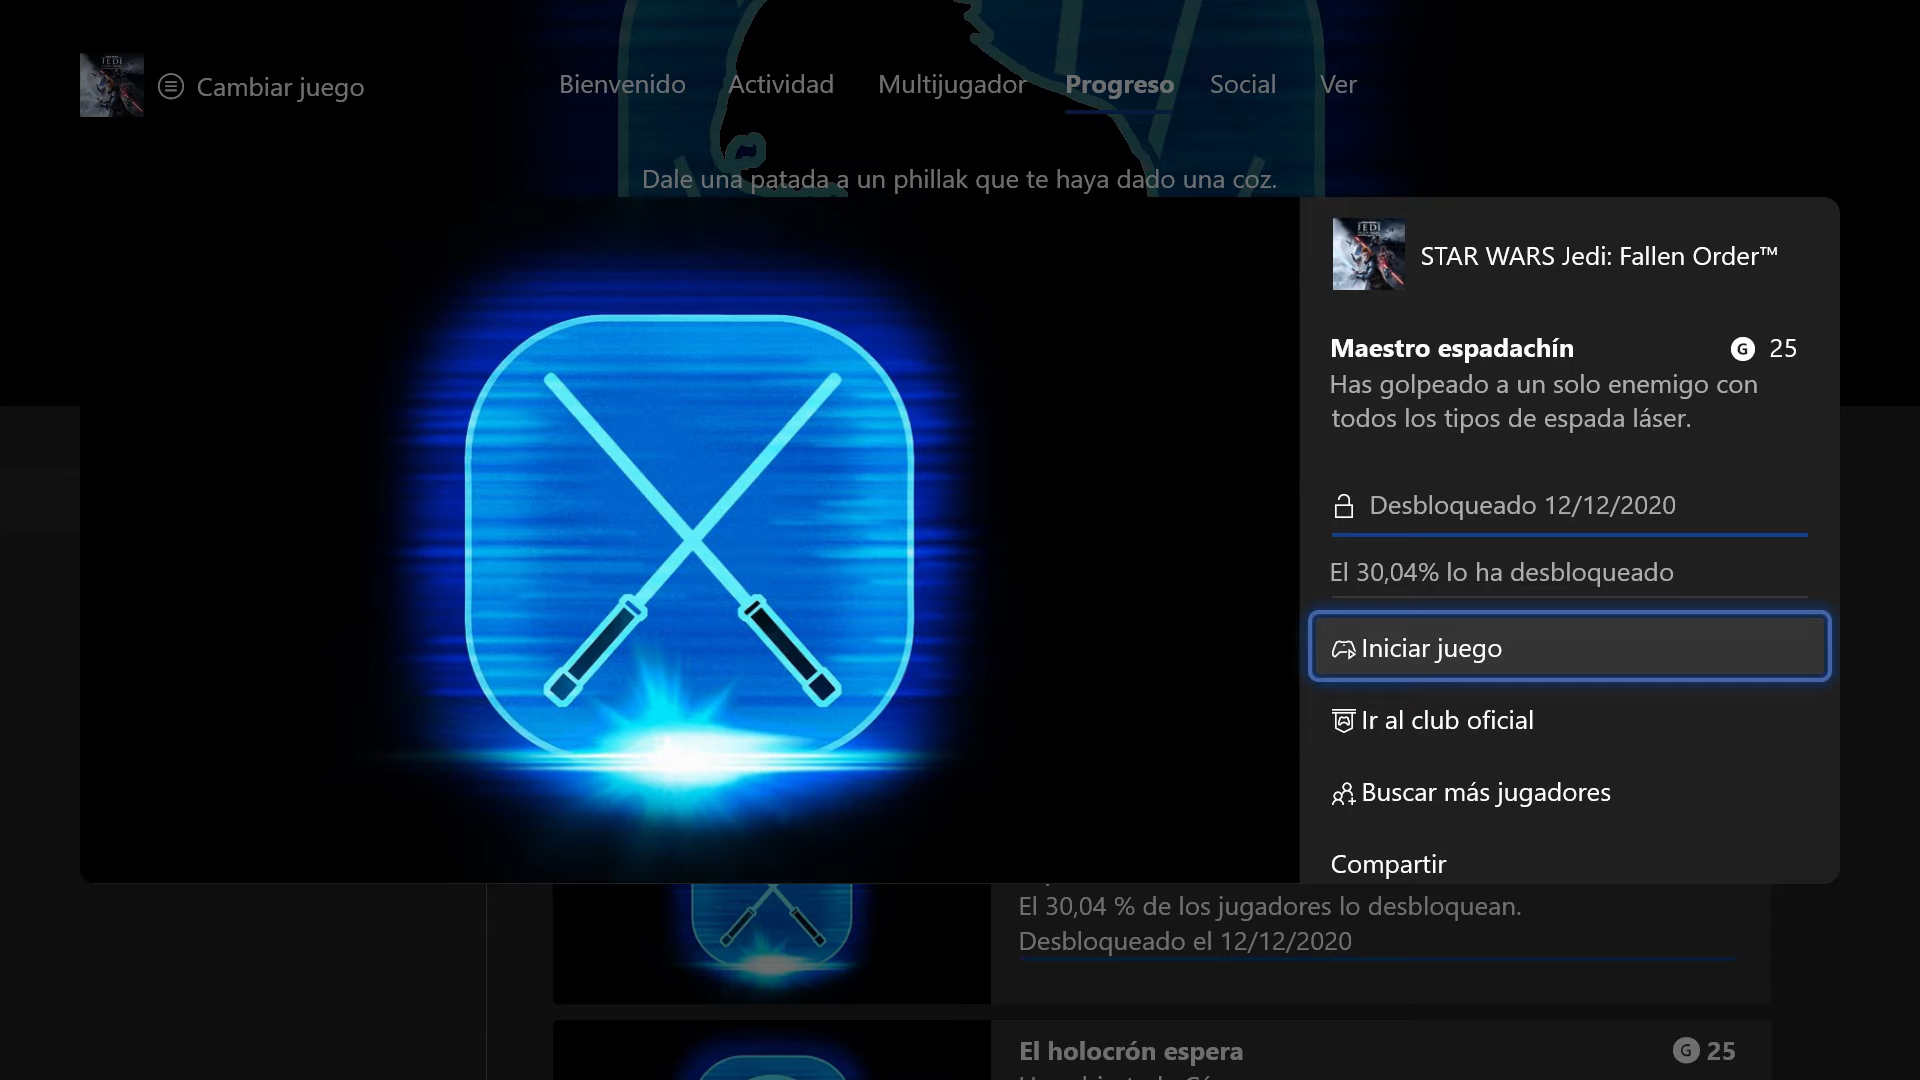 Cambiar juego
Bienvenido
Actividad
Multijugador
Progreso
Social
Ver
Dale una patada a un phillak que te haya dado una coz.
JEDI
JEDI
STAR WARS Jedi: Fallen Order™
Maestro espadachín
G 25
Has golpeado a un solo enemigo con
todos los tipos de espada láser.
Desbloqueado 12/12/2020
El 30,04% lo ha desbloqueado
Iniciar juego
Ir al club oficial
Buscar más jugadores
Compartir
El 30,04 % de los jugadores lo desbloquean.
Desbloqueado el 12/12/2020
El holocrón espera
G 25